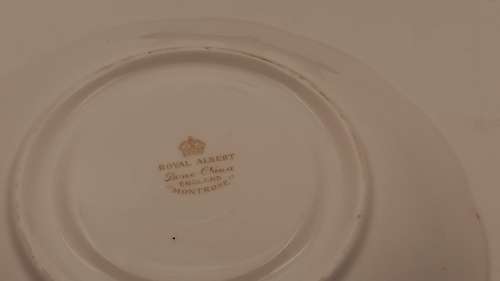 ROYAL ALBERT
Bone China
ENGLAND
MONTROSE